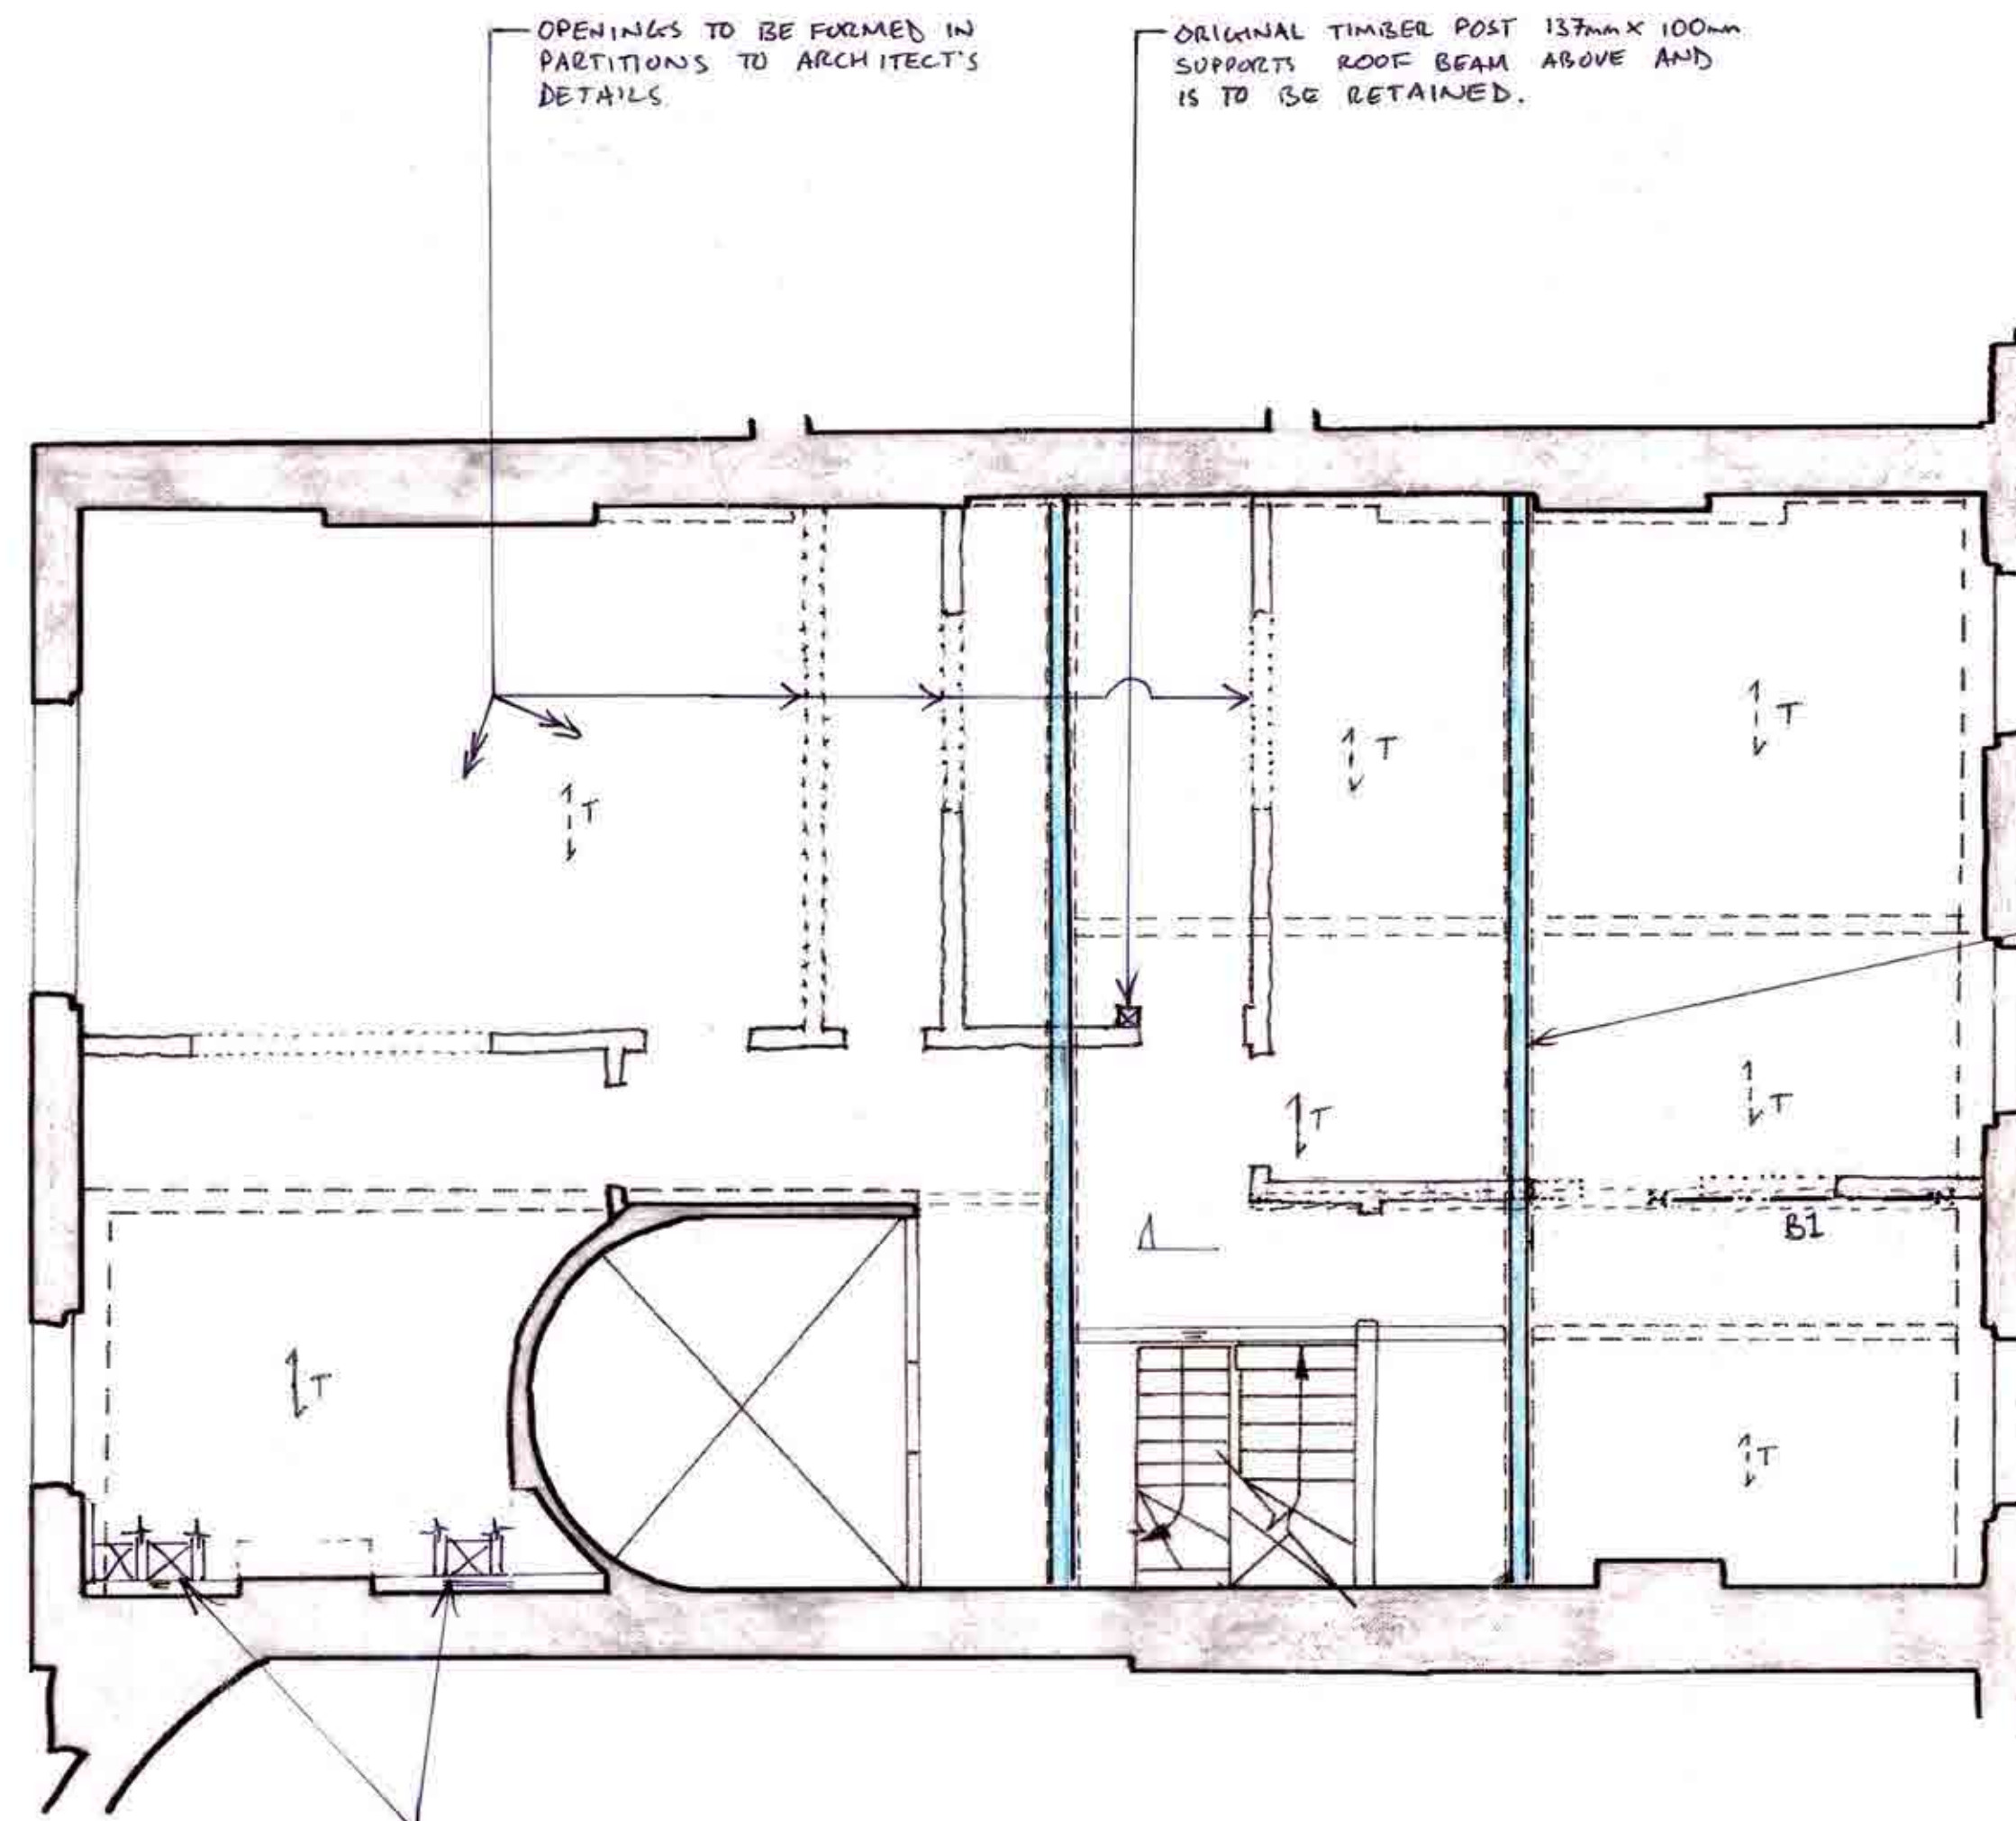 OPENINGS TO BE FORMED IN
PARTITIONS TO ARCHITECT'S
DETAILS.
ORIGINAL TIMBER POST 137mm X 100mm
SUPPORTS ROOF BEAM ABOVE AND
IS TO BE RETAINED.
T
T
T
T
T
B1
T
T